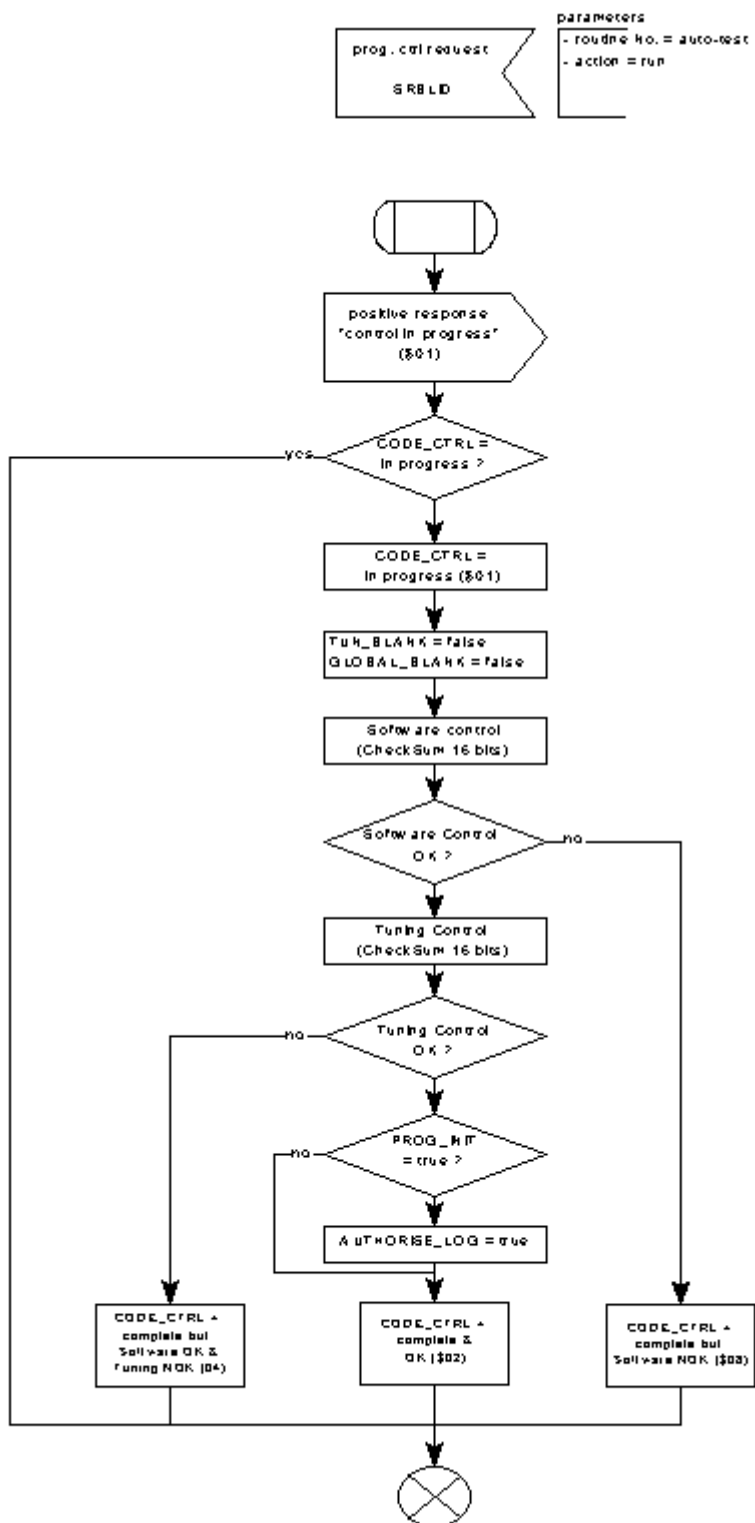 parameters
- routine No. = auto-test
- action = run
prog. ctrl request
SRBLID
positive response
"control in progress"
($01)
CODE_CTRL =
in progress ?
yes
CODE_CTRL =
in progress ($01)
TUN_BLANK = false
GLOBAL_BLANK = false
Software control
(CheckSum 16 bits)
Software Control
OK ?
no
Tuning Control
(CheckSum 16 bits)
Tuning Control
OK ?
no
PROG_INIT
= true ?
no
AUTHORISE_LOG = true
CODE_CTRL =
complete but
Software OK &
Tuning NOK (04)
CODE_CTRL =
complete &
OK ($02)
CODE_CTRL =
complete but
Software NOK ($08)